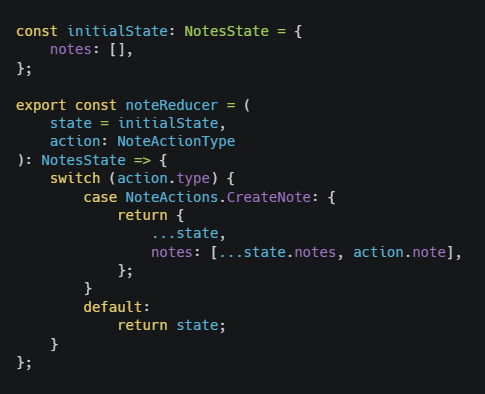 const initialState: NotesState = {
    notes: [],
};

export const noteReducer = (
    state = initialState,
    action: NoteActionType
): NotesState => {
    switch (action.type) {
        case NoteActions.CreateNote: {
            return {
                ...state,
                notes: [...state.notes, action.note],
            };
        }
        default:
            return state;
    }
};